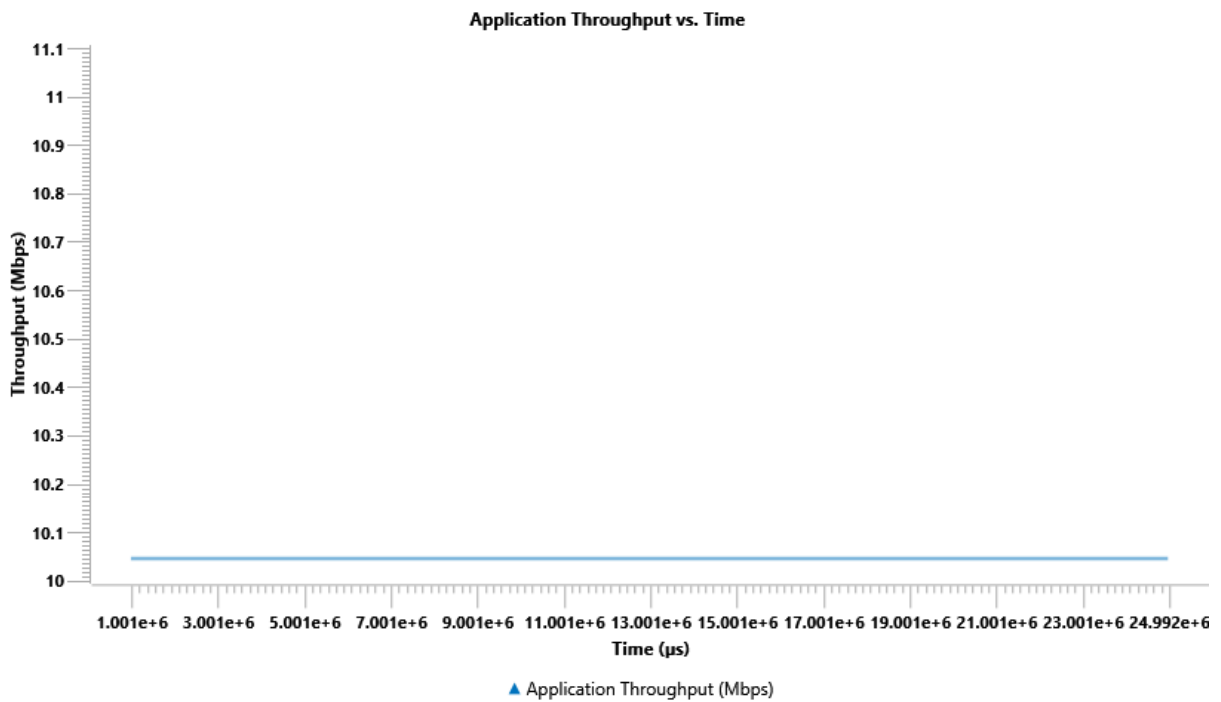 Application Throughput vs. Time
Throughput (Mbps)
11.1
11
10.9
10.8
10.7
10.6
10.5
10.4
10.3
10.2
10.1
10
1.001e+6 3.001e+6 5.001e+6 7.001e+6 9.001e+6 11.001e+6 13.001e+6 15.001e+6 17.001e+6 19.001e+6 21.001e+6 23.001e+6 24.992e+6
Time (µs)
Application Throughput (Mbps)